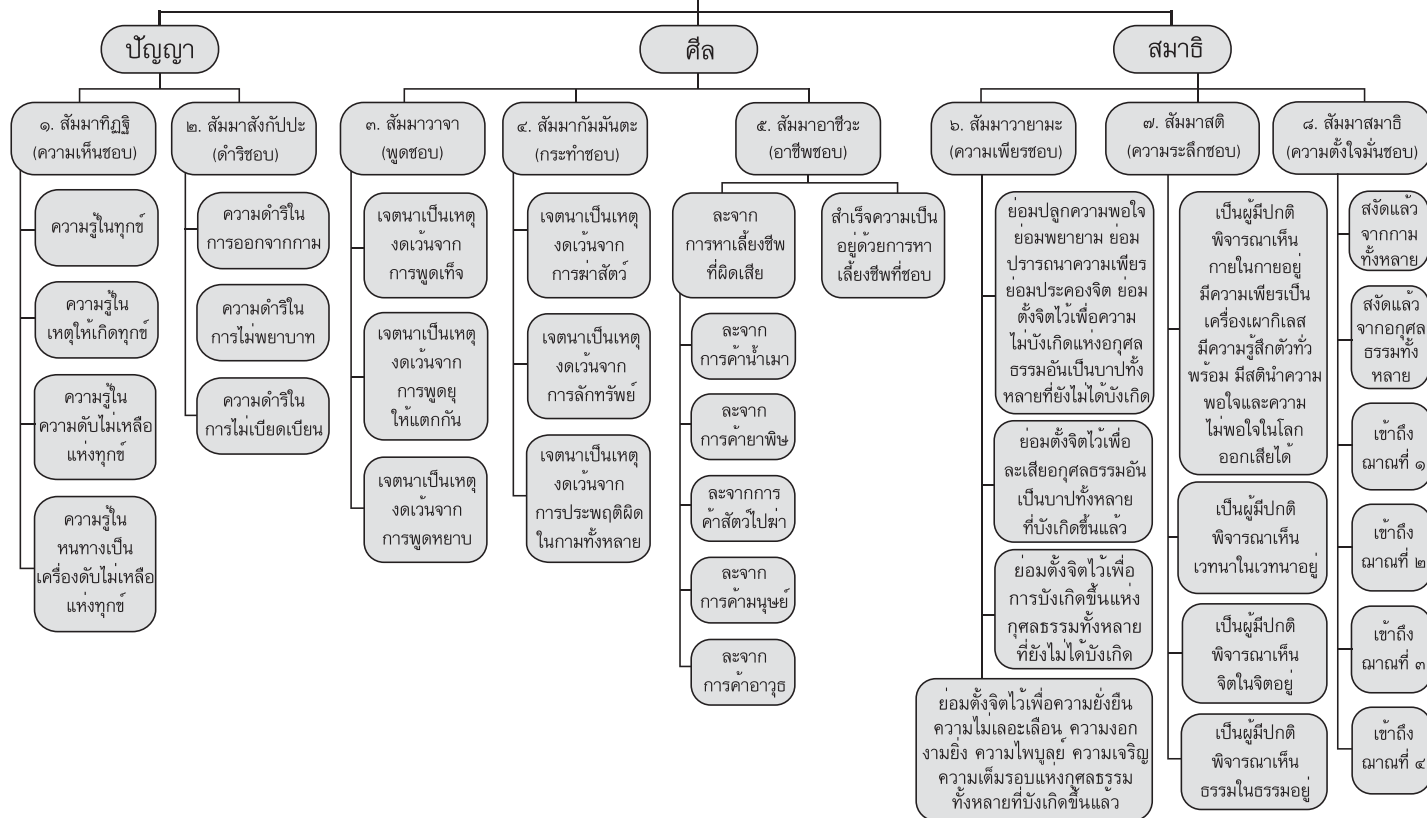 ปัญญา
ศีล
สมาธิ
๑. สัมมาทิฏฐิ
(ความเห็นชอบ)
๒. สัมมาสังกัปปะ
(ดำริชอบ)
๓. สัมมาวาจา
(พูดชอบ)
๔. สัมมากัมมันตะ
(กระทำชอบ)
๕. สัมมาอาชีวะ
(อาชีพชอบ)
๖. สัมมาวายามะ
(ความเพียรชอบ)
๗. สัมมาสติ
(ความระลึกชอบ)
๘. สัมมาสมาธิ
(ความตั้งใจมั่นชอบ)
ความรู้ในทุกข์
ความรู้ใน
เหตุให้เกิดทุกข์
ความรู้ใน
ความดับไม่เหลือ
แห่งทุกข์
ความรู้ใน
หนทางเป็น
เครื่องดับไม่เหลือ
แห่งทุกข์
ความดำริใน
การออกจากกาม
ความดำริใน
การไม่พยาบาท
ความดำริใน
การไม่เบียดเบียน
เจตนาเป็นเหตุ
งดเว้นจาก
การพูดเท็จ
เจตนาเป็นเหตุ
งดเว้นจาก
การพูดยุ
ให้แตกกัน
เจตนาเป็นเหตุ
งดเว้นจาก
การพูดหยาบ
เจตนาเป็นเหตุ
งดเว้นจาก
การฆ่าสัตว์
เจตนาเป็นเหตุ
งดเว้นจาก
การลักทรัพย์
เจตนาเป็นเหตุ
งดเว้นจาก
การประพฤติผิด
ในกามทั้งหลาย
ละจาก
การหาเลี้ยงชีพ
ที่ผิดเสีย
ละจาก
การค้าน้ำเมา
ละจาก
การค้ายาพิษ
ละจากการ
ค้าสัตว์ไปฆ่า
ละจาก
การค้ามนุษย์
ละจาก
การค้าอาวุธ
สำเร็จความเป็น
อยู่ด้วยการหา
เลี้ยงชีพที่ชอบ
ย่อมปลูกความพอใจ
ย่อมพยายาม ย่อม
ปรารถนาความเพียร
ย่อมประคองจิต ย่อม
ตั้งจิตไว้เพื่อความ
ไม่บังเกิดแห่งอกุศล
ธรรมอันเป็นบาปทั้ง
หลายที่ยังไม่ได้บังเกิด
ย่อมตั้งจิตไว้เพื่อ
ละเสียอกุศลธรรมอัน
เป็นบาปทั้งหลาย
ที่บังเกิดขึ้นแล้ว
ย่อมตั้งจิตไว้เพื่อ
การบังเกิดขึ้นแห่ง
กุศลธรรมทั้งหลาย
ที่ยังไม่ได้บังเกิด
ย่อมตั้งจิตไว้เพื่อความยั่งยืน
ความไม่เลอะเลือน ความงอก
งามยิ่ง ความไพบูลย์ ความเจริญ
ความเต็มรอบแห่งกุศลธรรม
ทั้งหลายที่บังเกิดขึ้นแล้ว
เป็นผู้มีปกติ
พิจารณาเห็น
กายในกายอยู่
มีความเพียรเป็น
เครื่องเผากิเลส
มีความรู้สึกตัวทั่ว
พร้อม มีสตินำความ
พอใจและความ
ไม่พอใจในโลก
ออกเสียได้
เป็นผู้มีปกติ
พิจารณาเห็น
เวทนาในเวทนาอยู่
เป็นผู้มีปกติ
พิจารณาเห็น
จิตในจิตอยู่
เป็นผู้มีปกติ
พิจารณาเห็น
ธรรมในธรรมอยู่
สงัดแล้ว
จากกาม
ทั้งหลาย
สงัดแล้ว
จากอกุศล
ธรรมทั้ง
หลาย
เข้าถึง
ฌาณที่ ๑
เข้าถึง
ฌาณที่ ๒
เข้าถึง
ฌาณที่ ๓
เข้าถึง
ฌาณที่ ๔